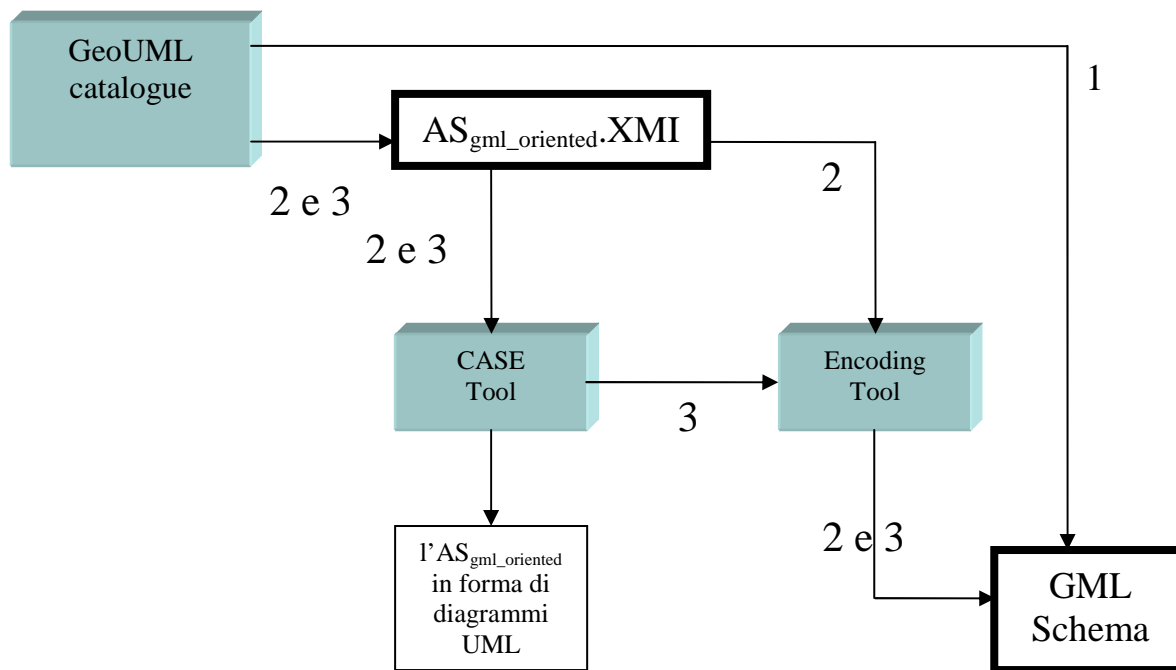 GeoUML
catalogue
1
ASgml_oriented.XMI
2
2 e 3
2 e 3
CASE
Tool
Encoding
Tool
3
l'ASgml_oriented
in forma di
diagrammi
UML
2 e 3
GML
Schema